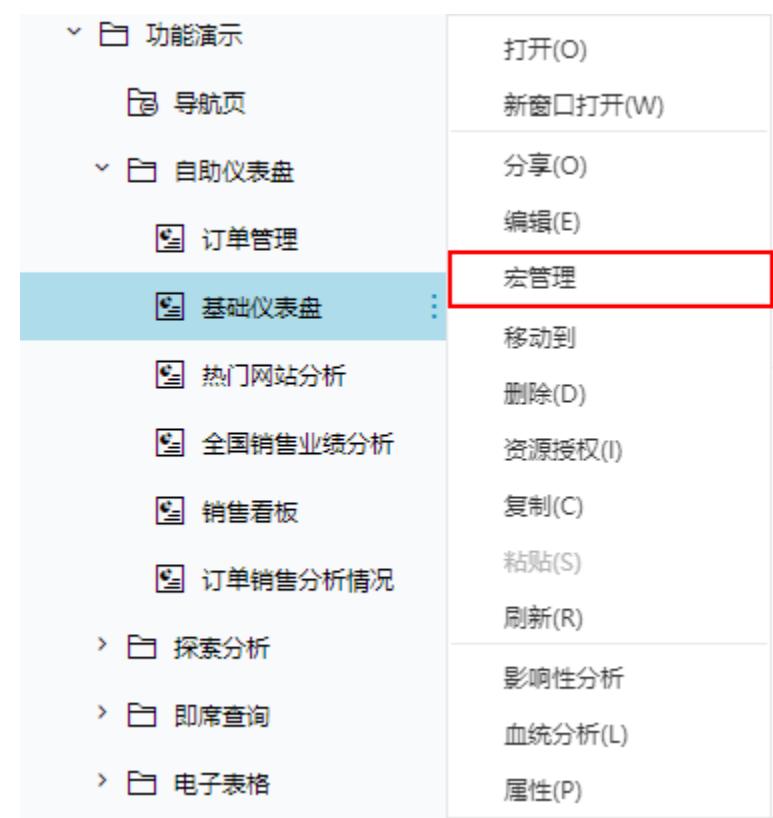 功能演示
导航页
自助仪表盘
订单管理
基础仪表盘
热门网站分析
全国销售业绩分析
销售看板
订单销售分析情况
探索分析
即席查询
电子表格
打开(O)
新窗口打开(W)
分享(O)
编辑(E)
宏管理
移动到
删除(D)
资源授权(I)
复制(C)
粘贴(S)
刷新(R)
影响性分析
血统分析(L)
属性(P)